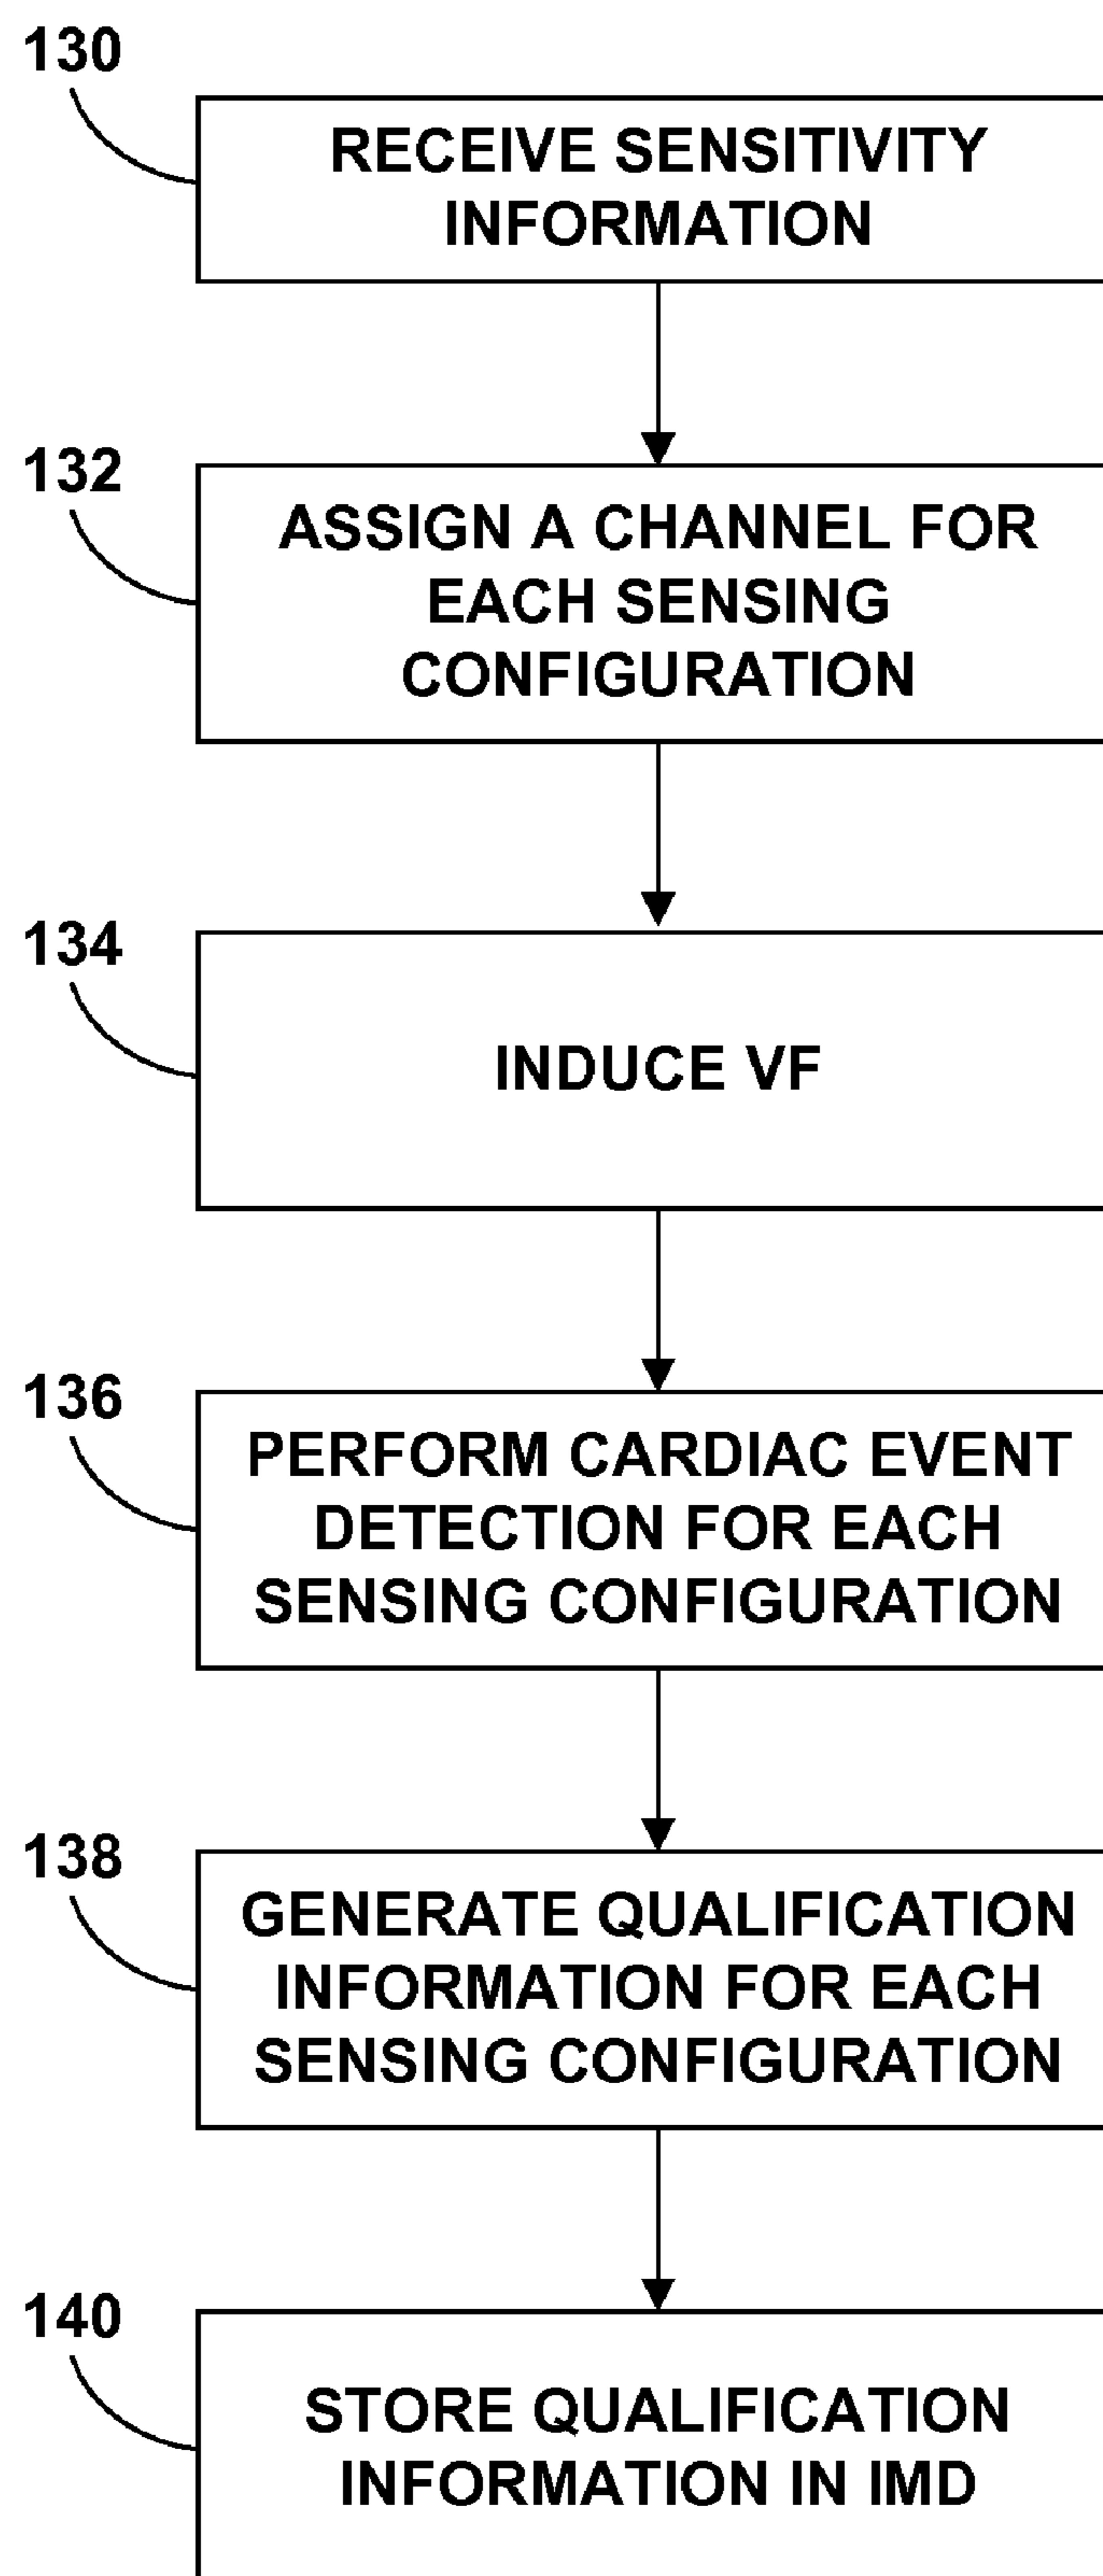 130
RECEIVE SENSITIVITY
INFORMATION
132
ASSIGN A CHANNEL FOR
EACH SENSING
CONFIGURATION
134
INDUCE VF
136
PERFORM CARDIAC EVENT
DETECTION FOR EACH
SENSING CONFIGURATION
138
GENERATE QUALIFICATION
INFORMATION FOR EACH
SENSING CONFIGURATION
140
STORE QUALIFICATION
INFORMATION IN IMD